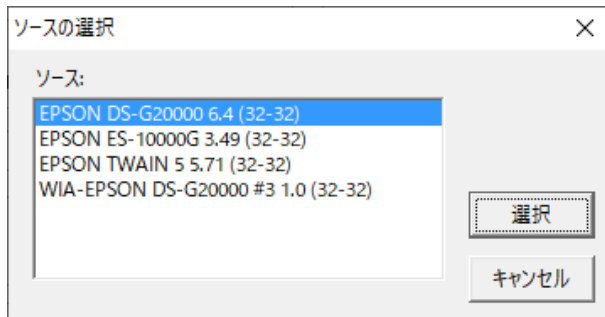 ソースの選択
ソース:
EPSON DS-G20000 6.4 (32-32)
EPSON ES-10000G 3.49 (32-32)
EPSON TWAIN 5 5.71 (32-32)
WIA-EPSON DS-G20000 #3 1.0 (32-32)
選択
キャンセル